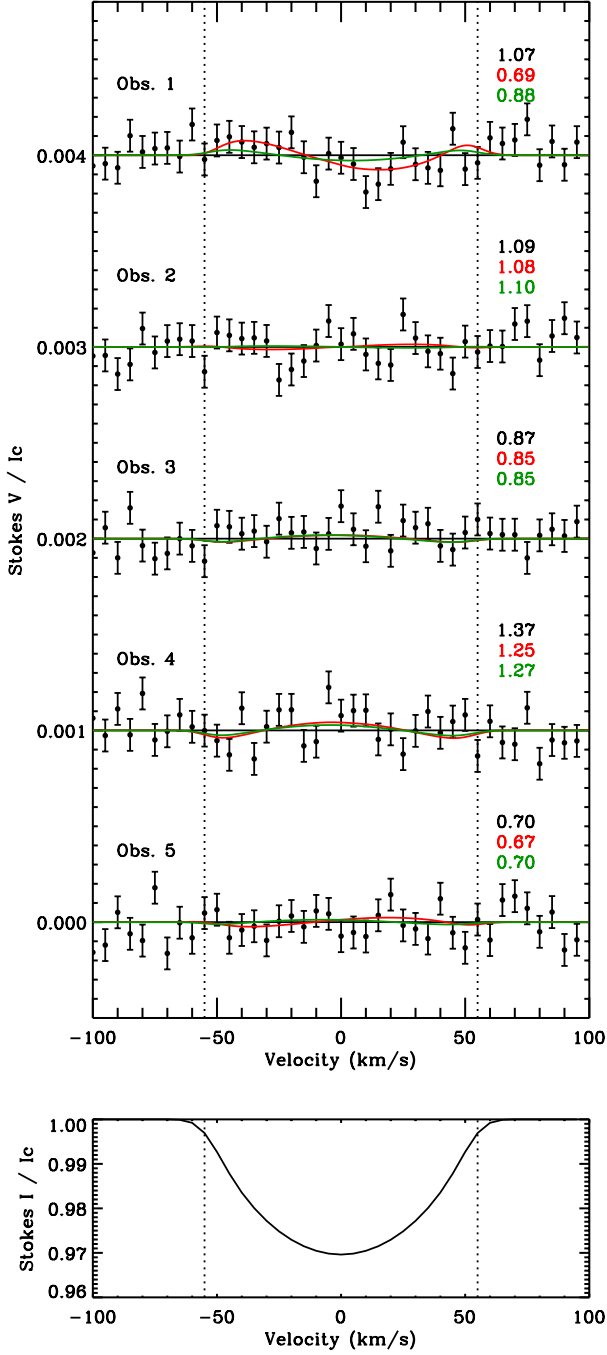 Obs. 1
1.07
0.69
0.88
0.004
Obs. 2
1.09
1.08
1.10
0.003
Obs. 3
0.87
0.85
0.85
0.002
Stokes V / Ic
Obs. 4
1.37
1.25
1.27
0.001
Obs. 5
0.70
0.67
0.70
0.000
-100 -50 0 50 100
Velocity (km/s)
1.00
0.99
0.98
0.97
0.96
Stokes I / Ic
-100 -50 0 50 100
Velocity (km/s)